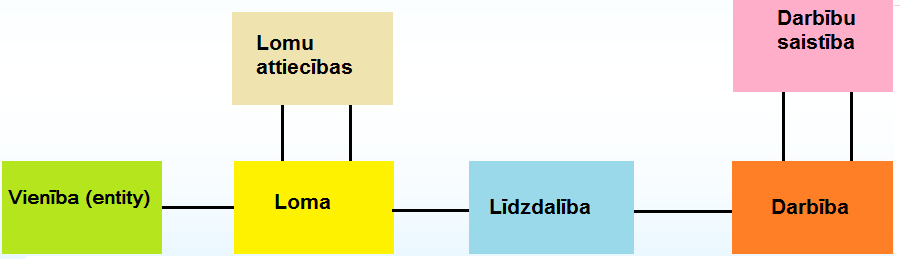 Lomu
attiecības
Darbību
saistība
Vienība (entity)
Loma
Līdzdalība
Darbība